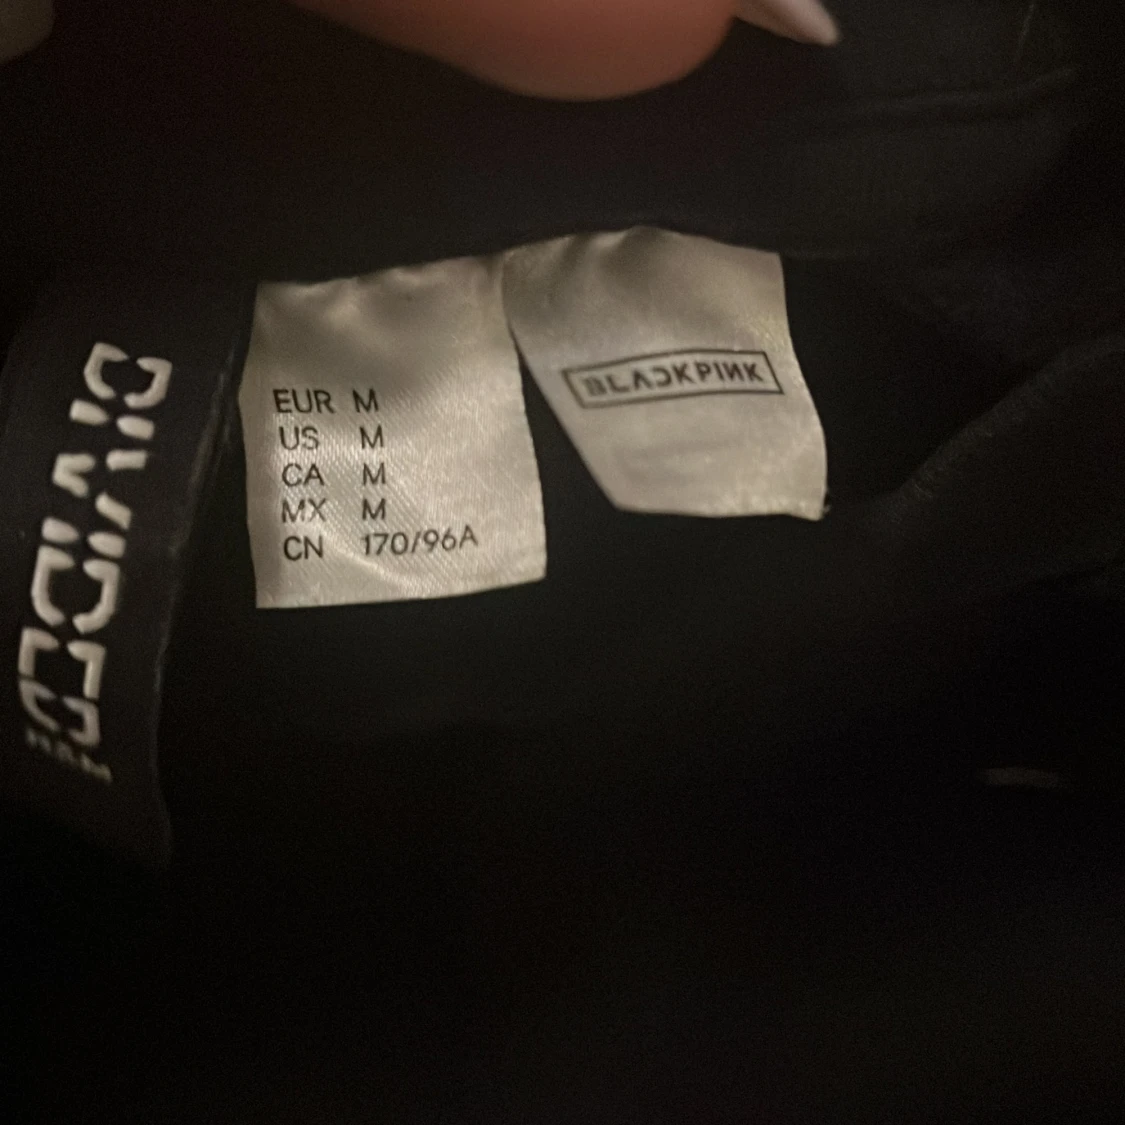 DIVIDED
H&M
EUR M
US M
CA M
MX M
CN 170/96A
BLACKPINK